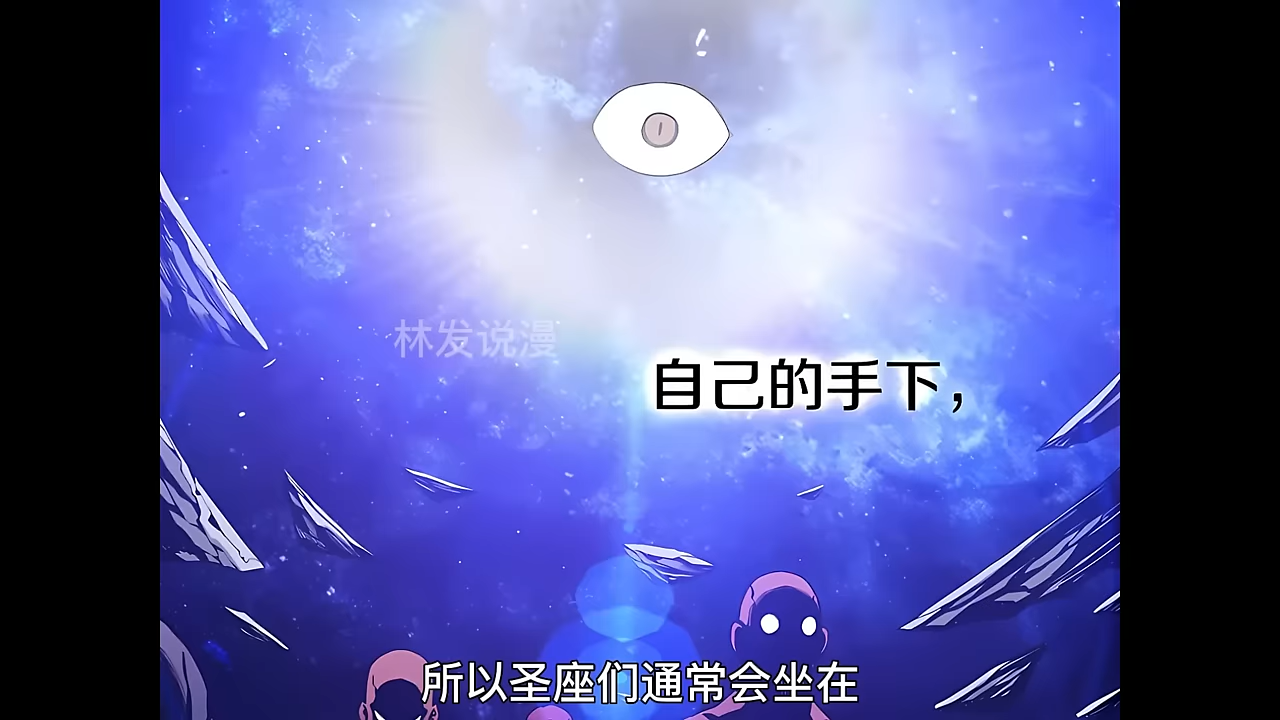 林发说漫
自己的手下，
所以圣座们通常会坐在